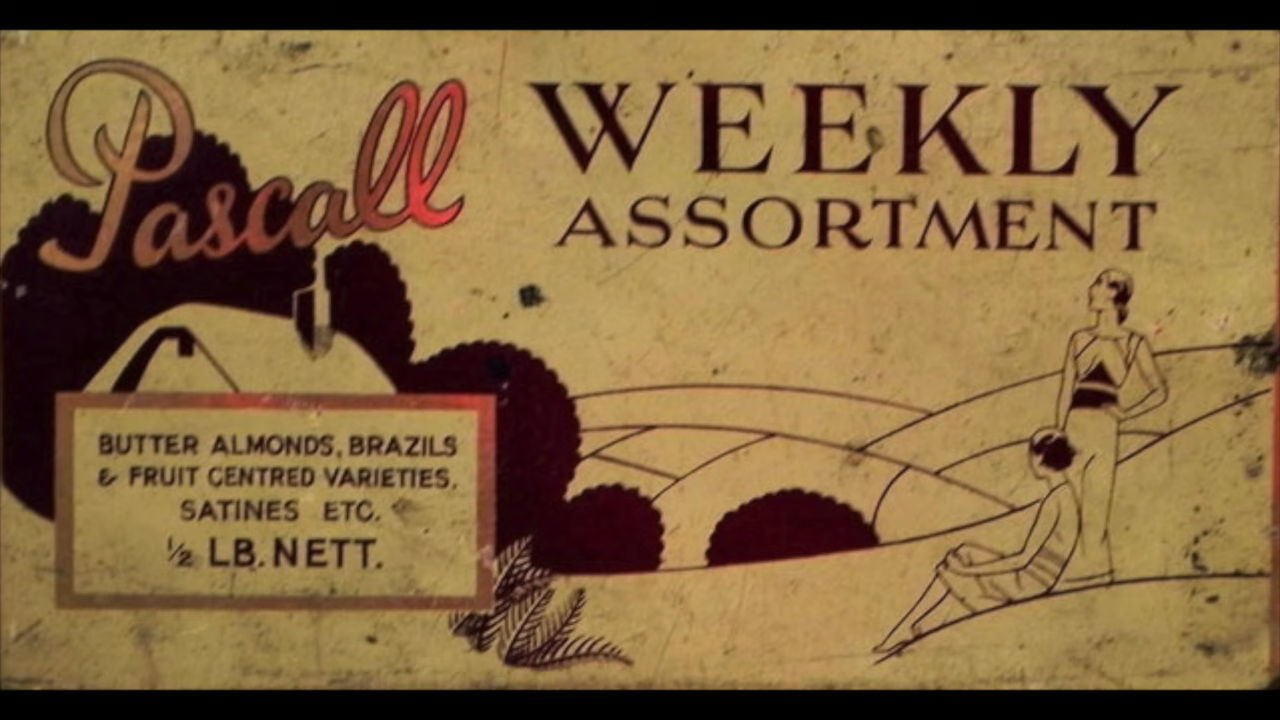 Pascall
WEEKLY
ASSORTMENT
BUTTER ALMONDS, BRAZILS
& FRUIT CENTRED VARIETIES.
SATINES ETC.
½ LB. NETT.